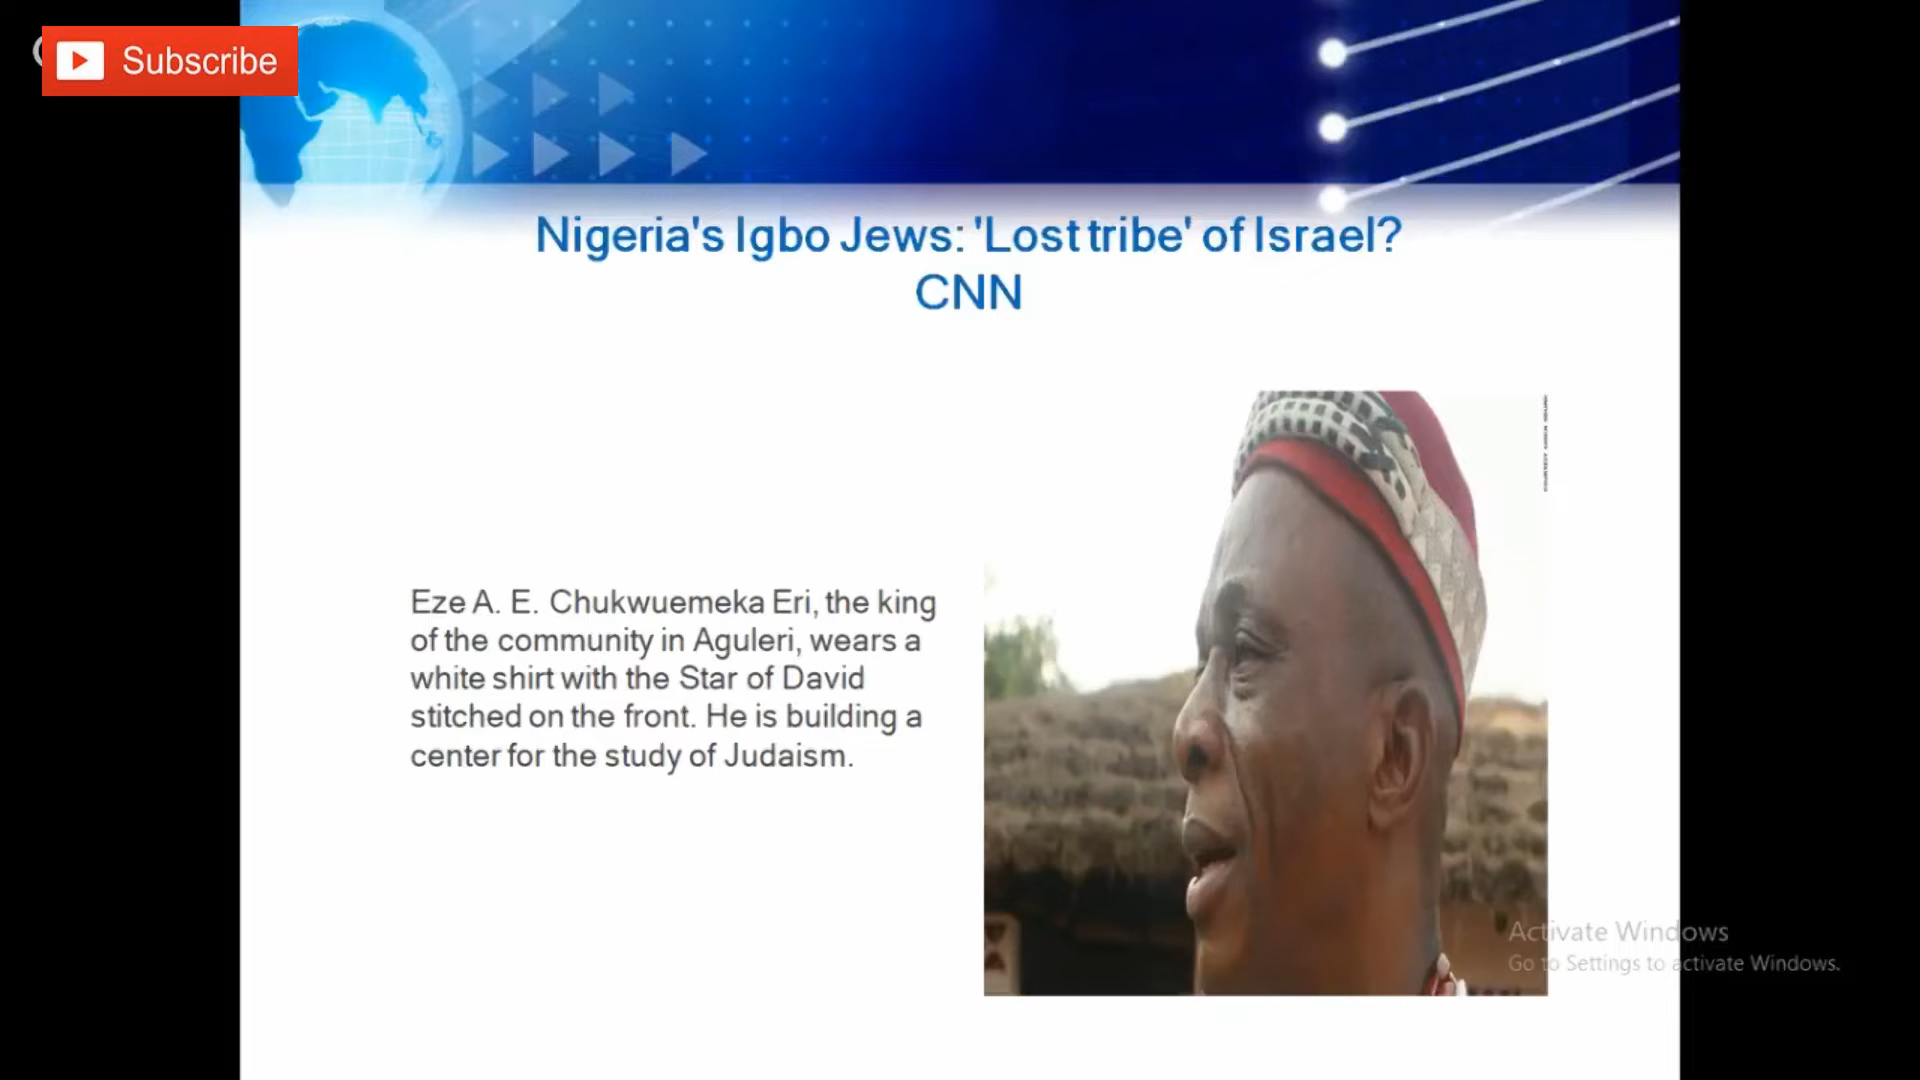 Subscribe
Nigeria's Igbo Jews: 'Lost tribe' of Israel?
CNN
Eze A. E. Chukwuemeka Eri, the king
of the community in Aguleri, wears a
white shirt with the Star of David
stitched on the front. He is building a
center for the study of Judaism.
Activate Windows
Go to Settings to activate Windows.